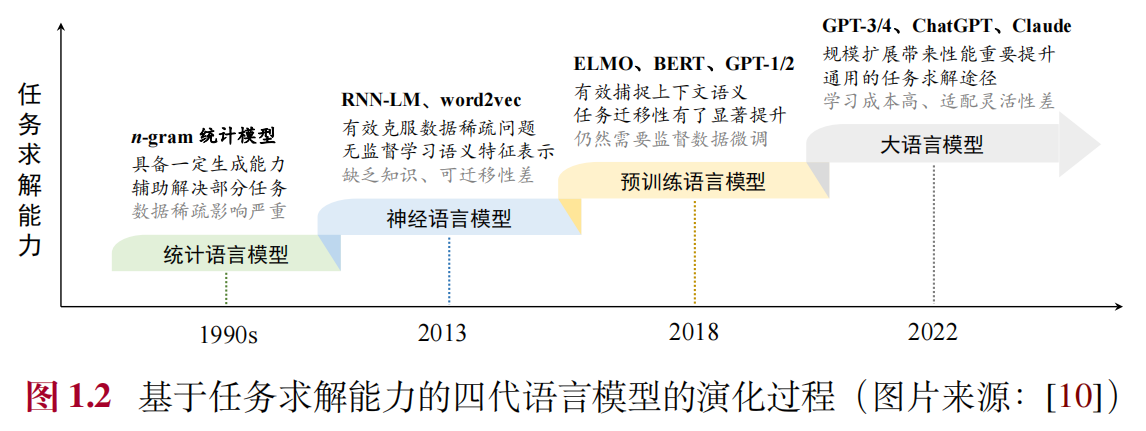 任务求解能力
n-gram 统计模型
具备一定生成能力
辅助解决部分任务
数据稀疏影响严重
统计语言模型
1990s
RNN-LM、word2vec
有效克服数据稀疏问题
无监督学习语义特征表示
缺乏知识、可迁移性差
神经语言模型
2013
ELMO、BERT、GPT-1/2
有效捕捉上下文语义
任务迁移性有了显著提升
仍然需要监督数据微调
预训练语言模型
2018
GPT-3/4、ChatGPT、Claude
规模扩展带来性能重要提升
通用的任务求解途径
学习成本高、适配灵活性差
大语言模型
2022
图 1.2 基于任务求解能力的四代语言模型的演化过程（图片来源：[10]）